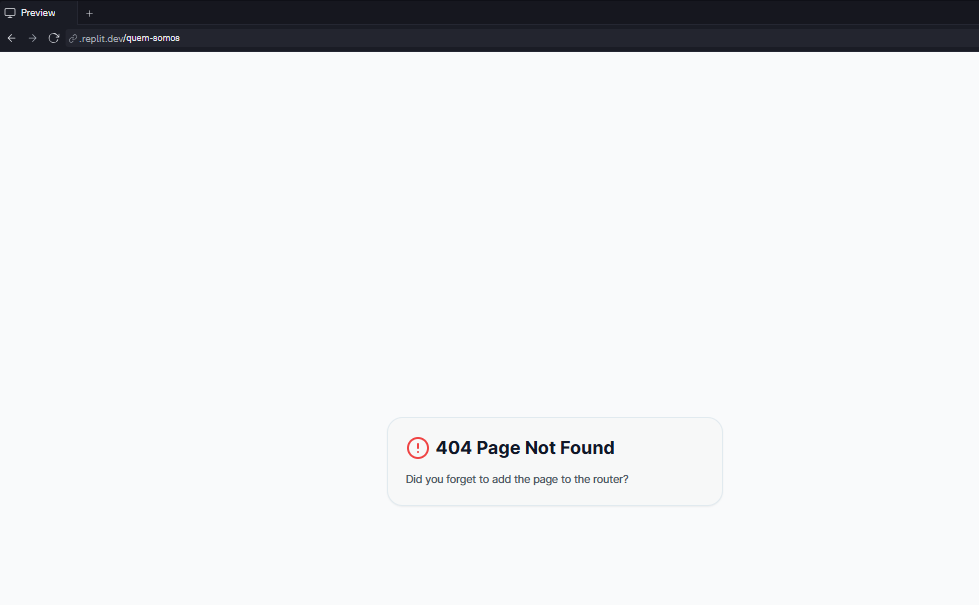 Preview
.replit.dev/quem-somos
404 Page Not Found
Did you forget to add the page to the router?